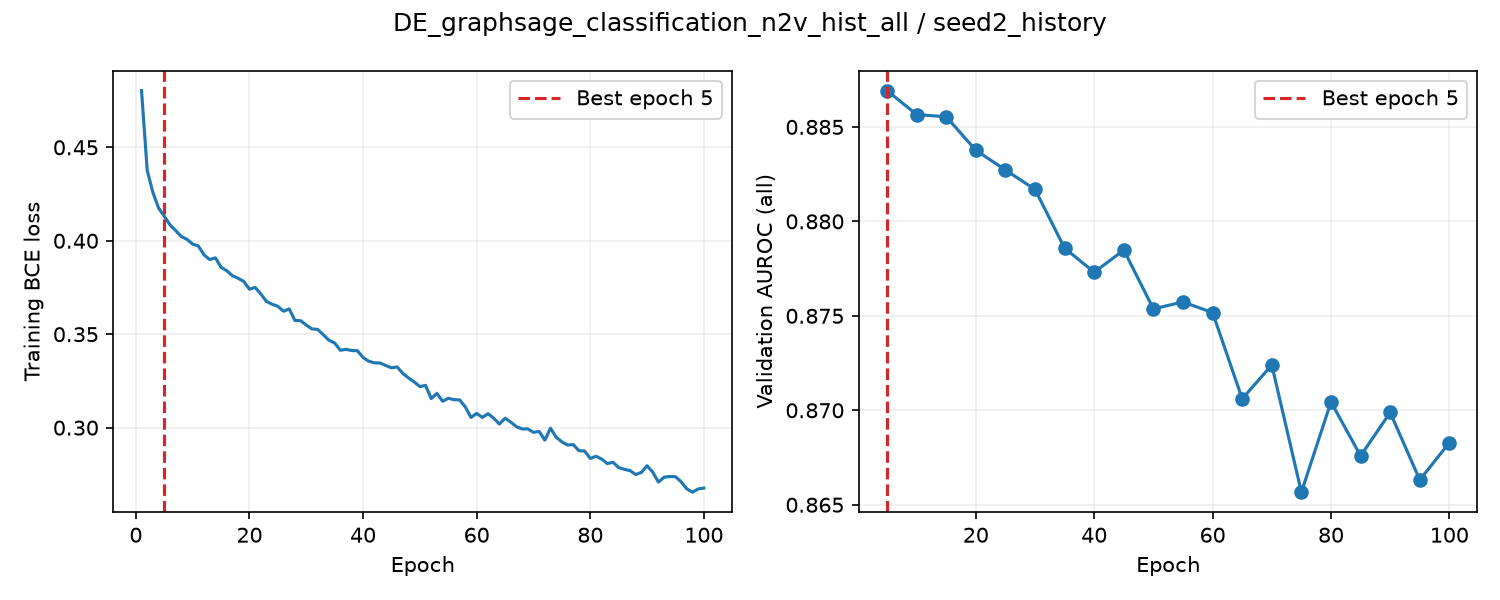 DE_graphsage_classification_n2v_hist_all / seed2_history
Best epoch 5
Training BCE loss
0.45
0.40
0.35
0.30
0 20 40 60 80 100
Epoch
Best epoch 5
Validation AUROC (all)
0.885
0.880
0.875
0.870
0.865
20 40 60 80 100
Epoch